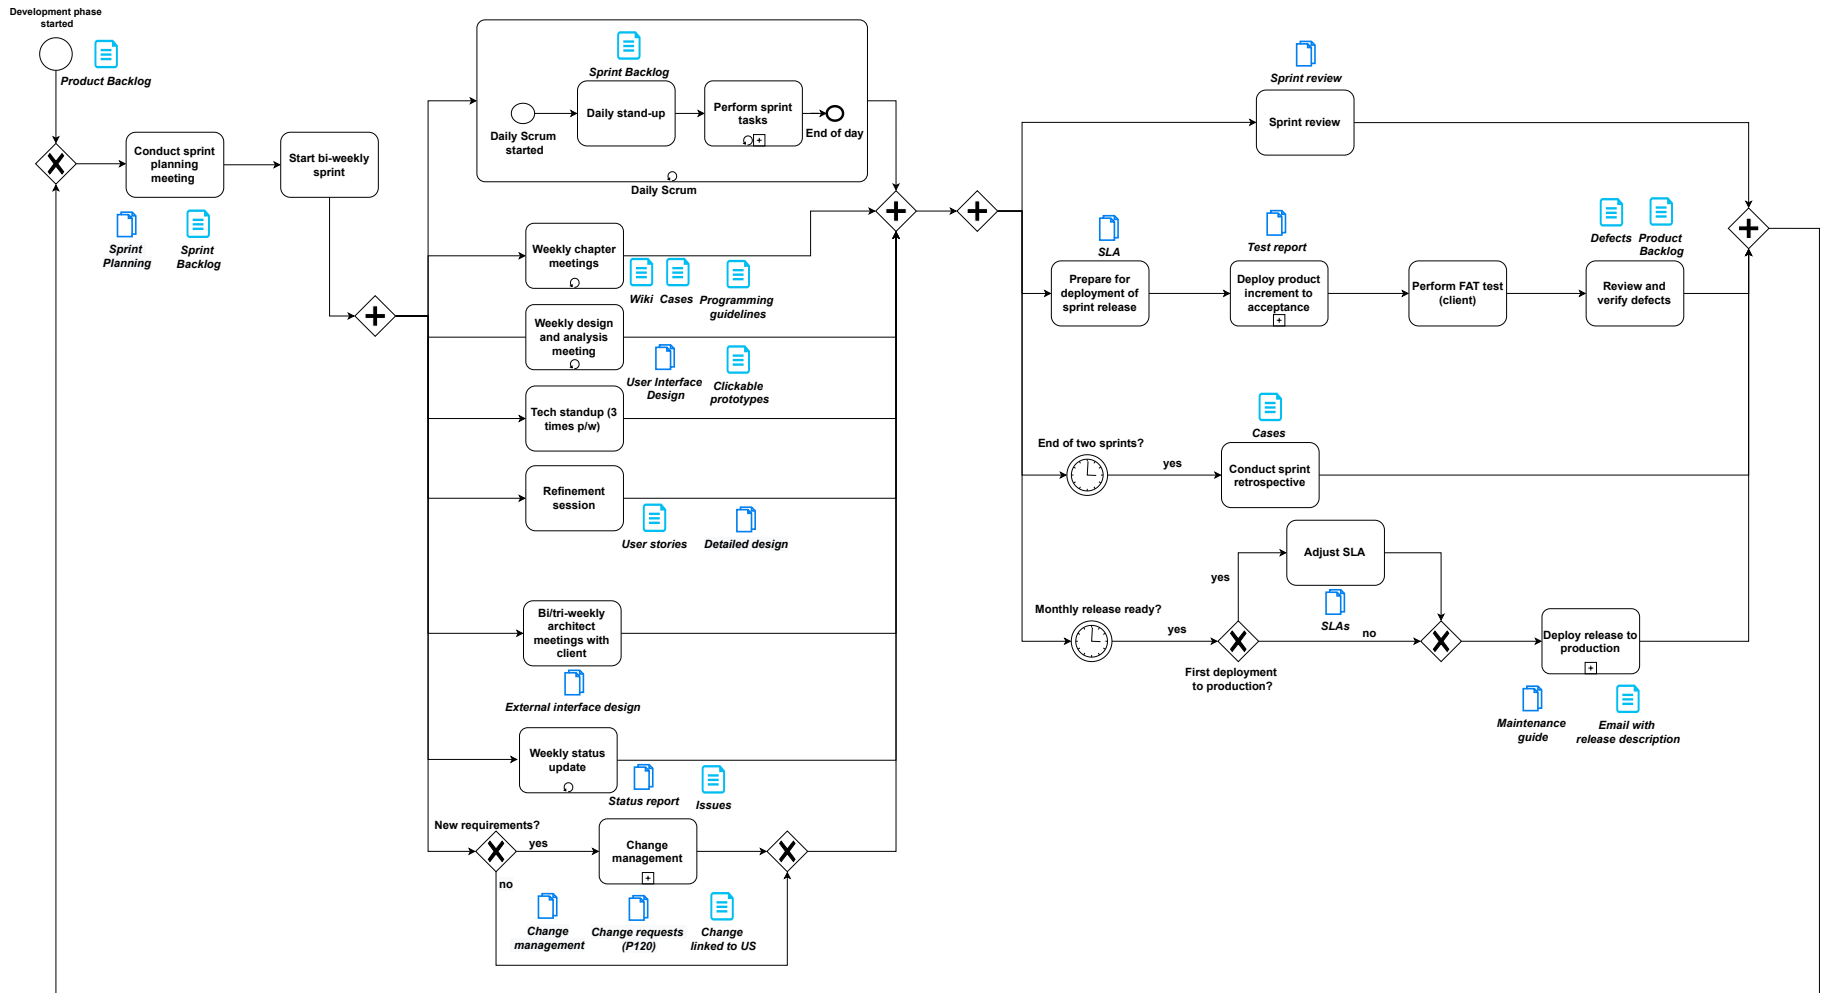 Development phase
started
Product Backlog
Conduct sprint
planning
meeting
Start bi-weekly
sprint
Sprint
Planning
Sprint
Backlog
Sprint Backlog
Daily Scrum
started
Daily stand-up
Perform sprint
tasks
End of day
Daily Scrum
Weekly chapter
meetings
Wiki
Cases
Programming
guidelines
Weekly design
and analysis
meeting
User Interface
Design
Clickable
prototypes
Tech standup (3
times p/w)
Refinement
session
User stories
Detailed design
Bi/tri-weekly
architect
meetings with
client
External interface design
Weekly status
update
Status report
Issues
New requirements?
yes
no
Change
management
Change
management
Change requests
(P120)
Change
linked to US
Sprint review
Sprint review
SLA
Prepare for
deployment of
sprint release
Test report
Deploy product
increment to
acceptance
Perform FAT test
(client)
Defects
Product
Backlog
Review and
verify defects
End of two sprints?
yes
Cases
Conduct sprint
retrospective
Monthly release ready?
yes
First deployment
to production?
yes
no
Adjust SLA
SLAs
Deploy release to
production
Maintenance
guide
Email with
release description